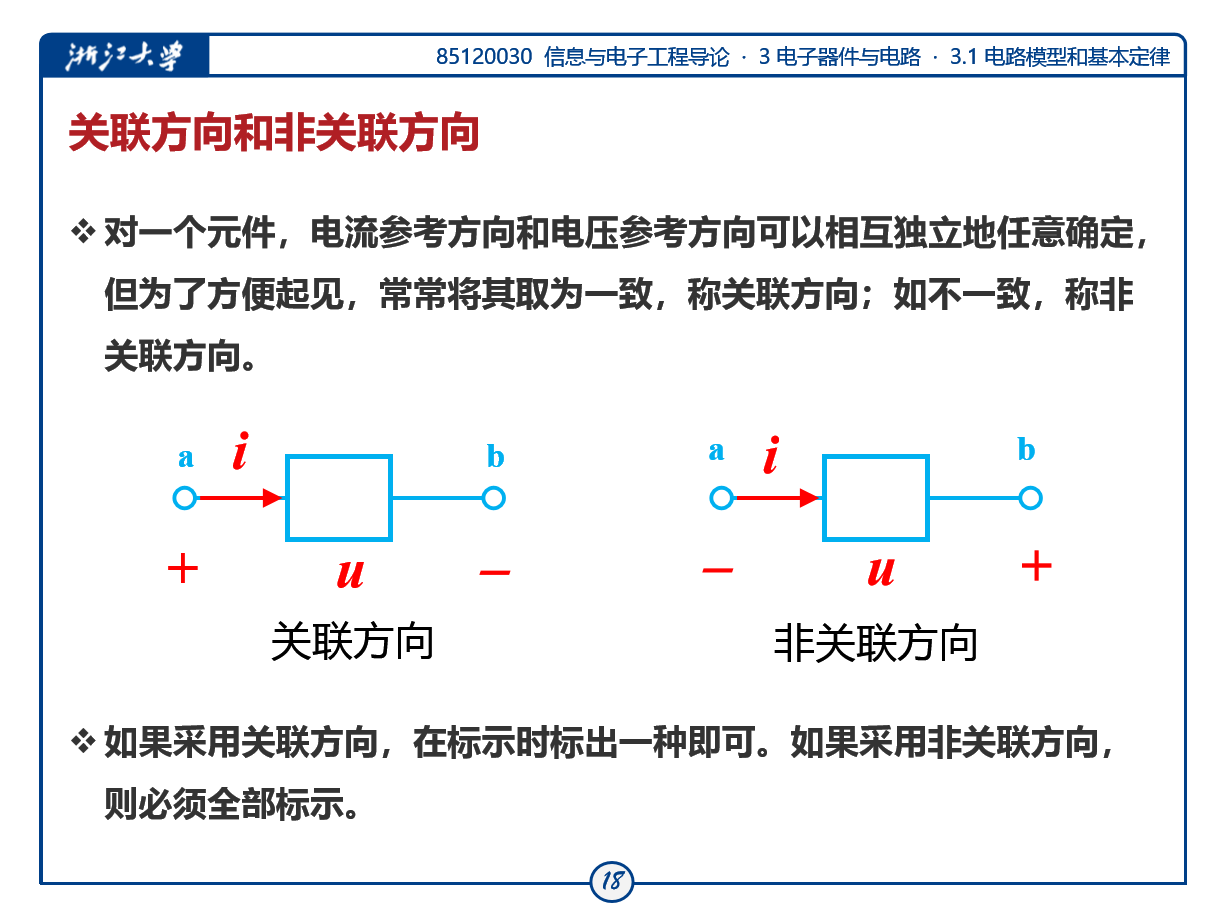 浙江大学
85120030 信息与电子工程导论 · 3 电子器件与电路 · 3.1 电路模型和基本定律
关联方向和非关联方向
❖ 对一个元件，电流参考方向和电压参考方向可以相互独立地任意确定，
但为了方便起见，常常将其取为一致，称关联方向；如不一致，称非
关联方向。
a i b
+ u –
关联方向
a i b
– u +
非关联方向
❖ 如果采用关联方向，在标示时标出一种即可。如果采用非关联方向，
则必须全部标示。
18